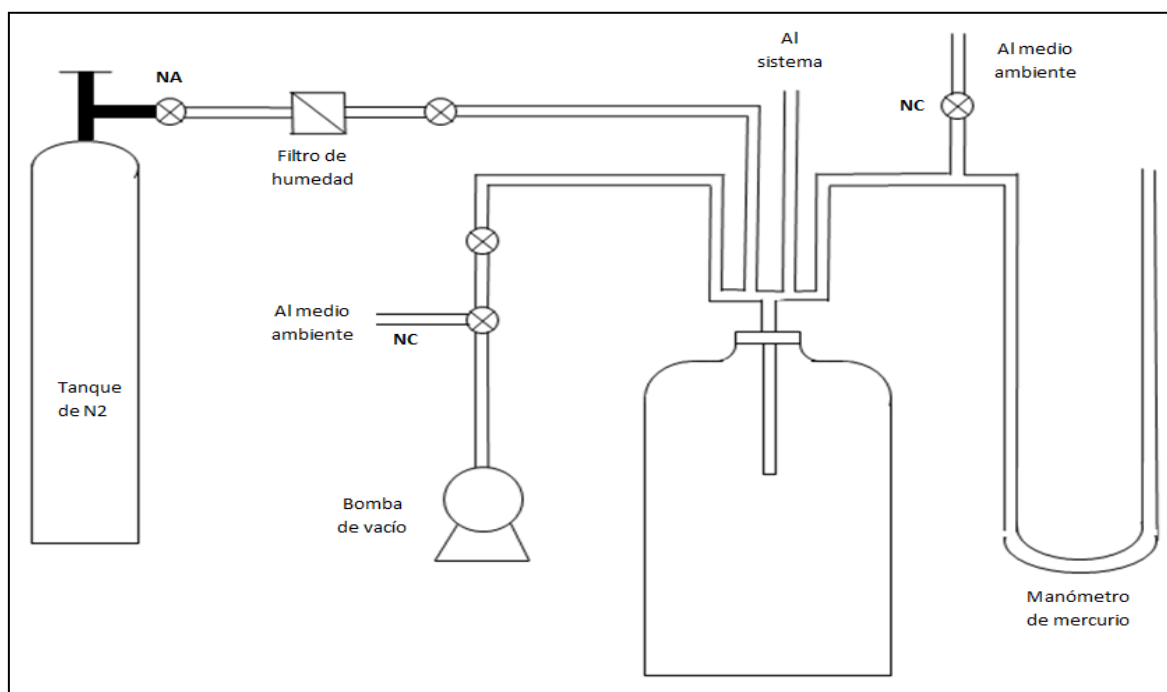 Al
sistema
Al medio
ambiente
NA
NC
Filtro de
humedad
Al medio
ambiente
NC
Tanque
de N2
Bomba
de vacío
Manómetro
de mercurio